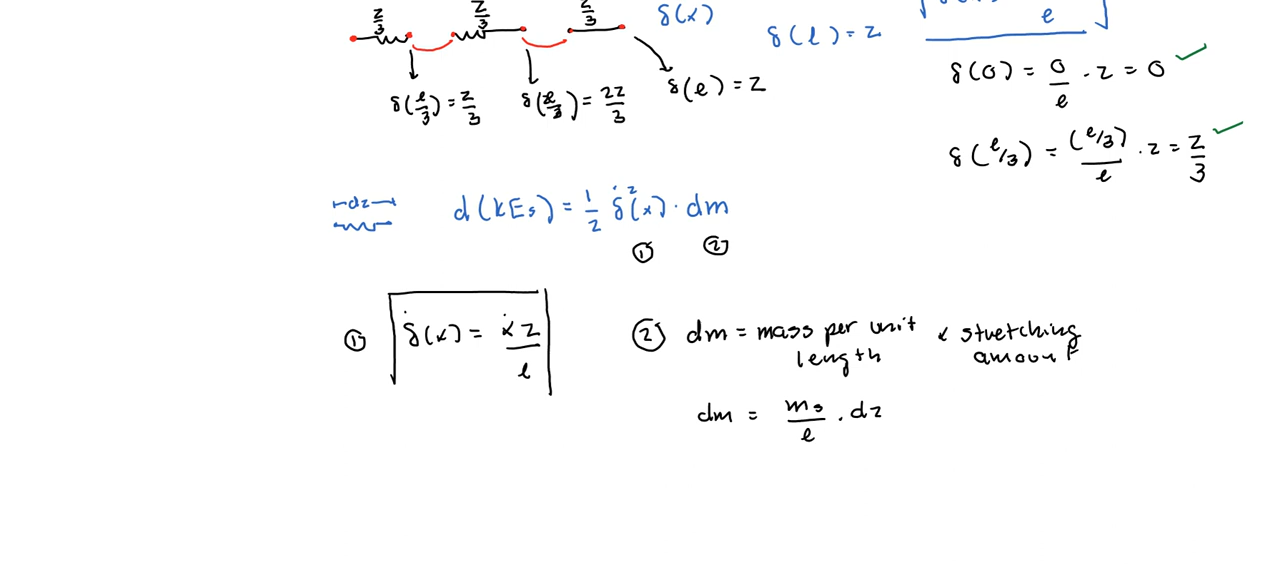 z/3 z/3 z/3 δ(x) δ(l) = z
l
δ(0) = 0/l · z = 0 ✓
δ(l/3) = z/3 δ(2l/3) = 2z/3 δ(l) = z
δ(l/3) = (l/3)/l · z = z/3 ✓
dz d(KEs) = 1/2 δ̇²(x) · dm
① ②
① δ̇(x) = ẋz/l ② dm = mass per unit length × stretching amount
dm = ms/l · dz